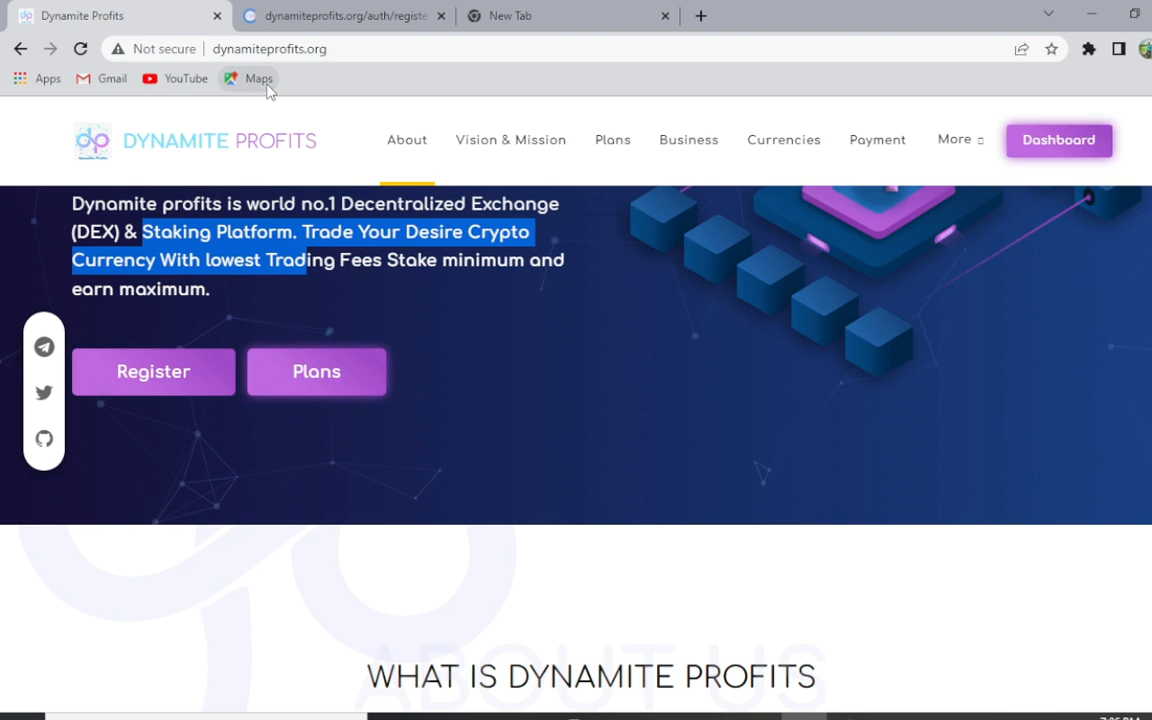 Dynamite Profits
dynamiteprofits.org/auth/registe
New Tab
Not secure
dynamiteprofits.org
Apps
Gmail
YouTube
Maps
dp
DYNAMITE PROFITS
About
Vision & Mission
Plans
Business
Currencies
Payment
More
Dashboard
Dynamite profits is world no.1 Decentralized Exchange
(DEX) & Staking Platform. Trade Your Desire Crypto
Currency With lowest Trading Fees Stake minimum and
earn maximum.
Register
Plans
ABOUT US
WHAT IS DYNAMITE PROFITS